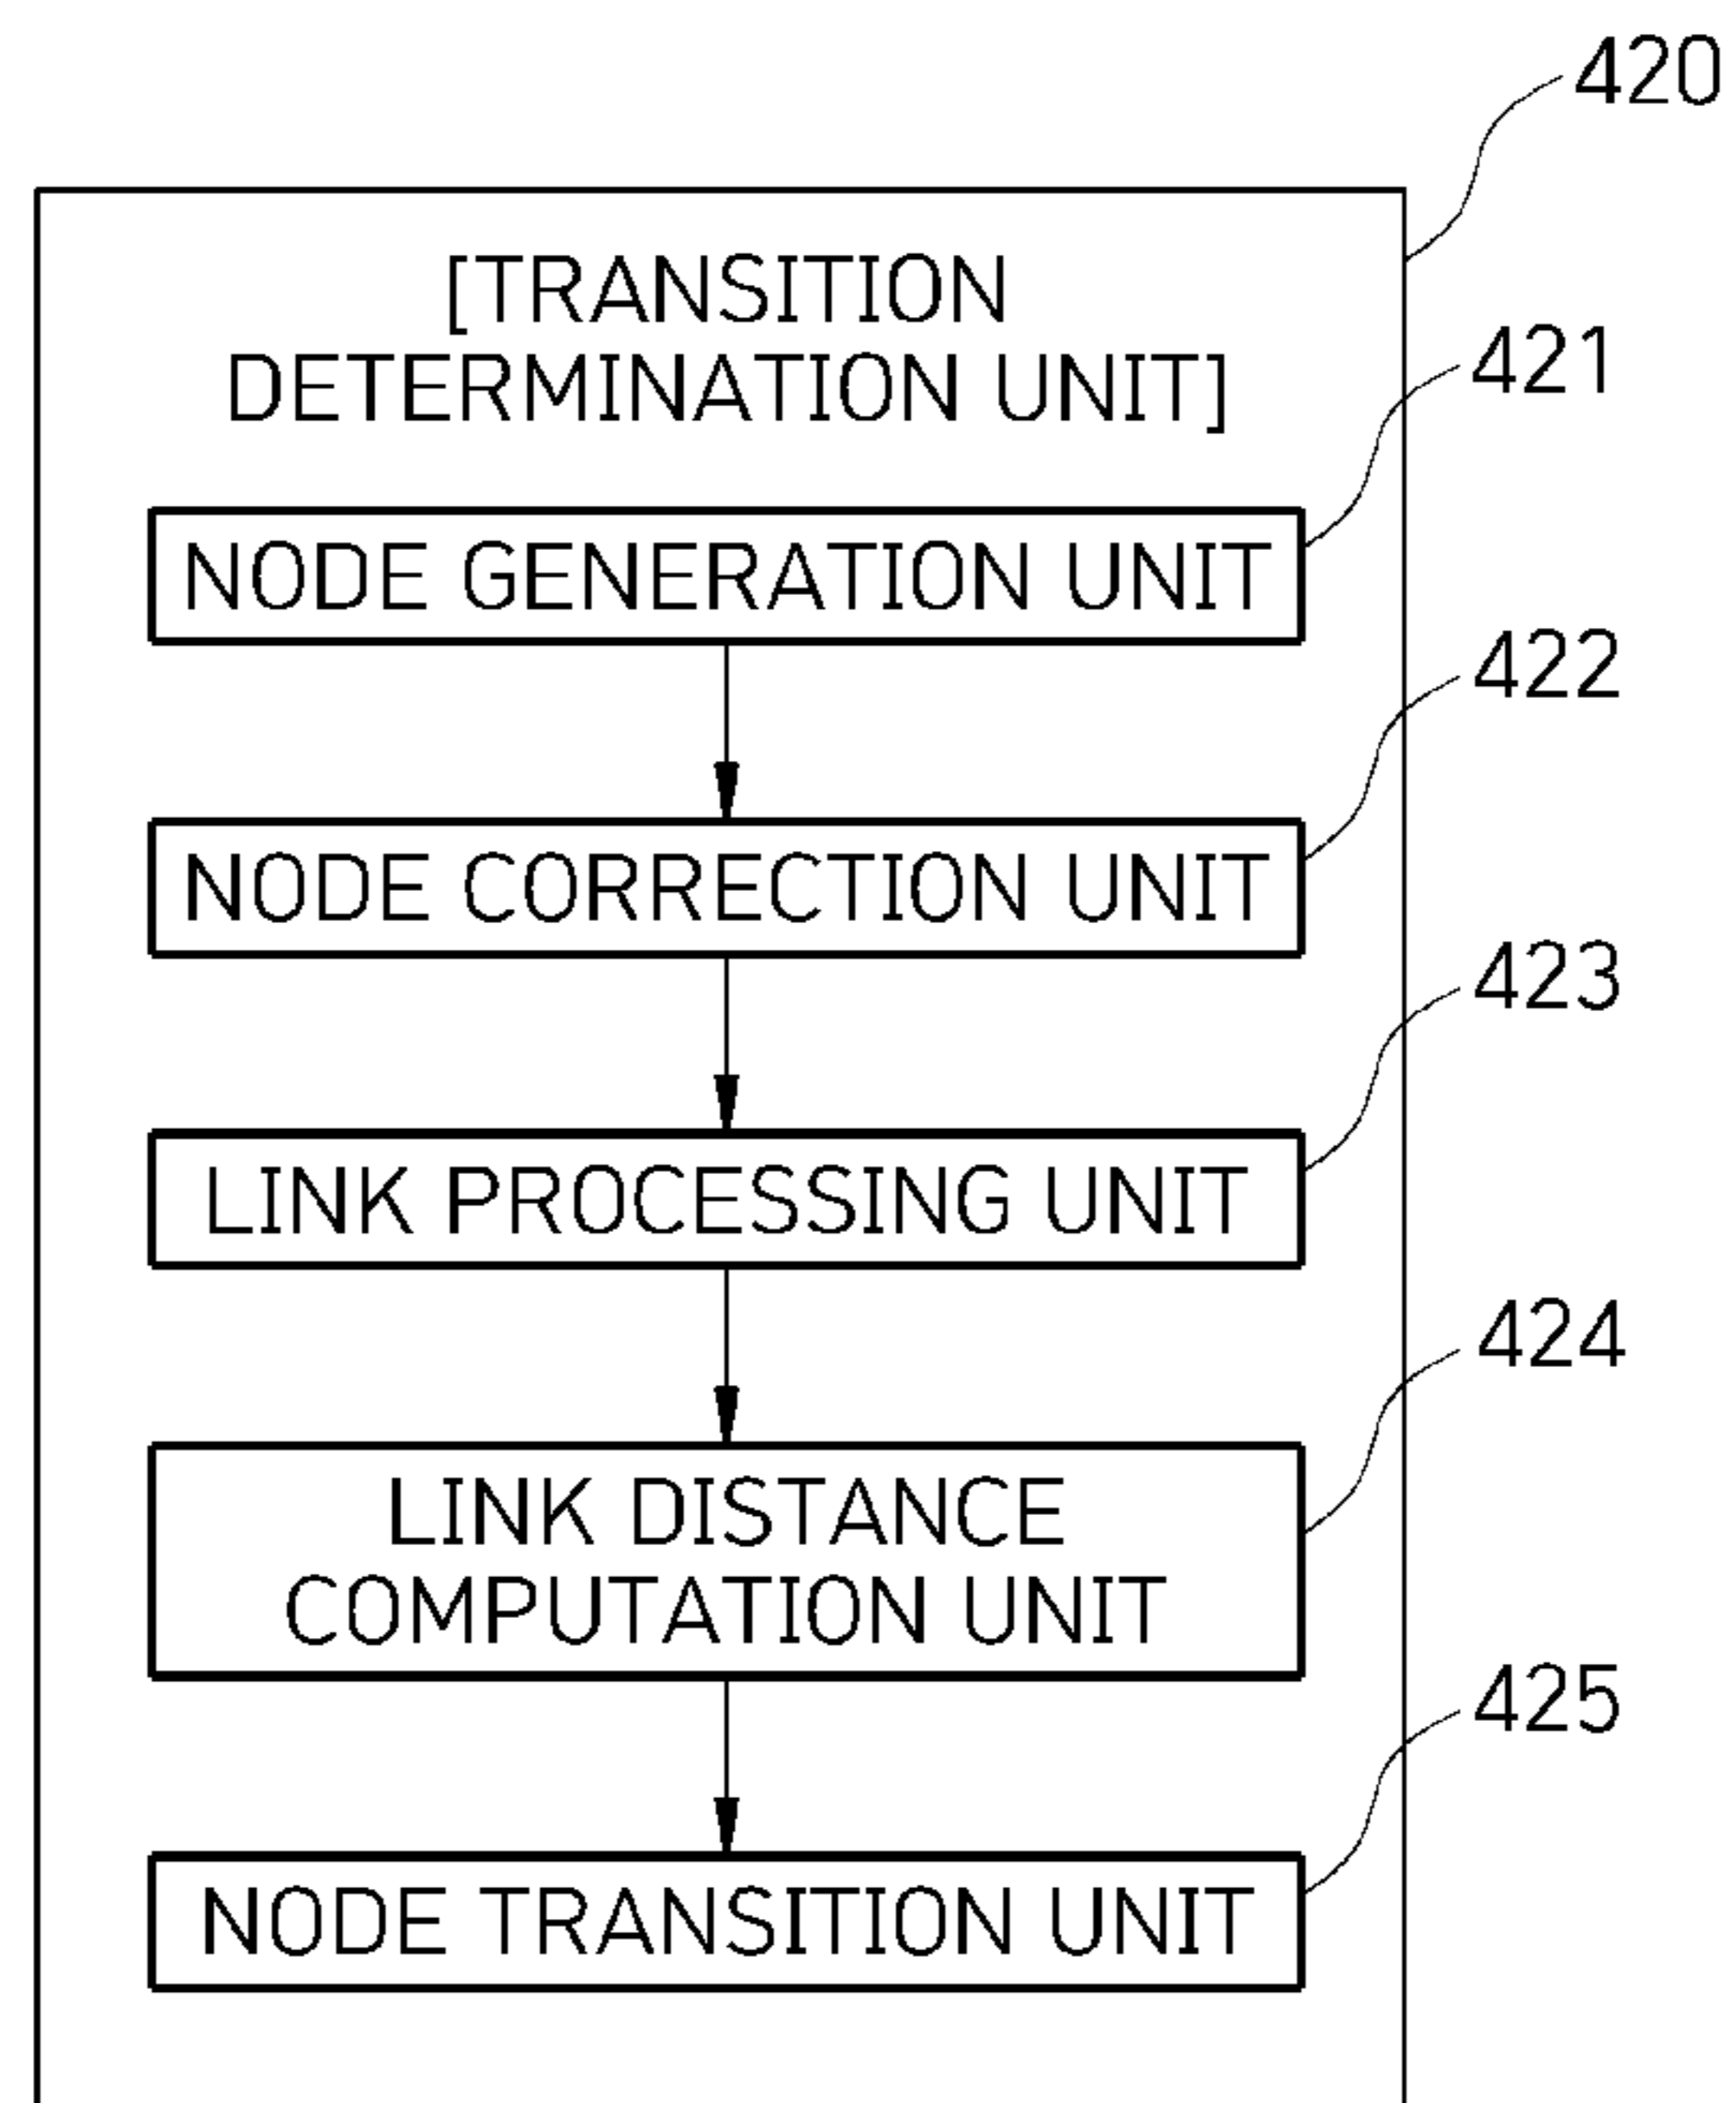 420
[TRANSITION
DETERMINATION UNIT]
421
NODE GENERATION UNIT
422
NODE CORRECTION UNIT
423
LINK PROCESSING UNIT
424
LINK DISTANCE
COMPUTATION UNIT
425
NODE TRANSITION UNIT